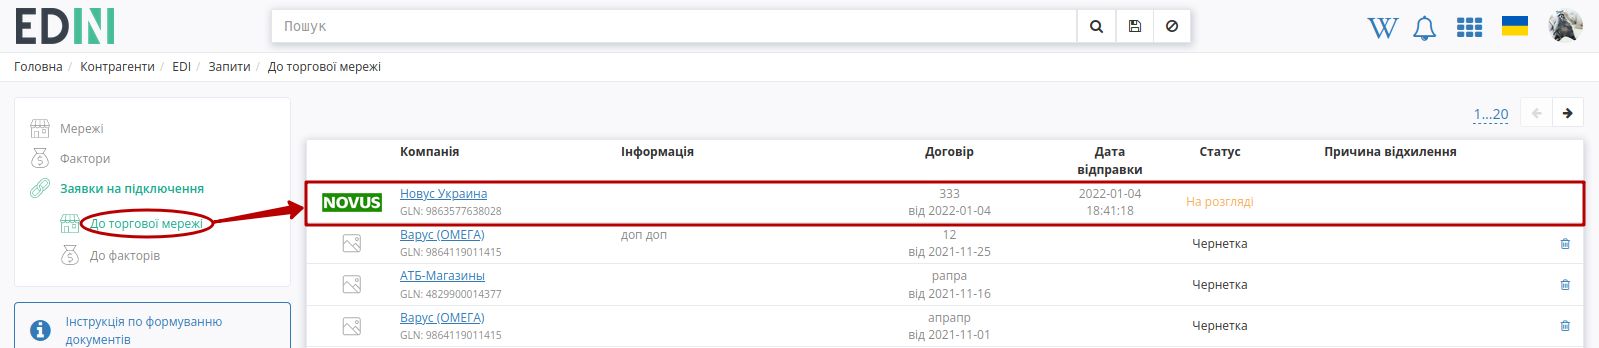 EDIN
Пошук
W
Головна / Контрагенти / EDI / Запити / До торгової мережі
Мережі
Фактори
Заявки на підключення
До торгової мережі
До факторів
Інструкція по формуванню
документів
1...20
Компанія Інформація Договір Дата відправки Статус Причина відхилення
NOVUS Новус Украина 333 2022-01-04 На розгляді
GLN: 9863577638028 від 2022-01-04 18:41:18
Варус (ОМЕГА) доп доп 12 Чернетка
GLN: 9864119011415 від 2021-11-25
АТБ-Магазины рапра Чернетка
GLN: 4829900014377 від 2021-11-16
Варус (ОМЕГА) апрапр Чернетка
GLN: 9864119011415 від 2021-11-01